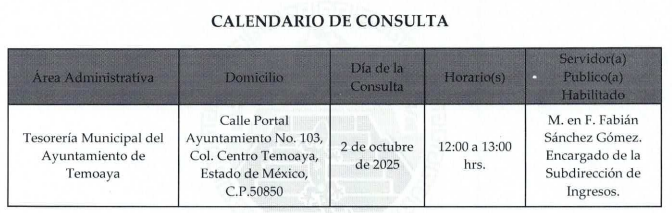 CALENDARIO DE CONSULTA
Área Administrativa
Domicilio
Día de la
Consulta
Horario(s)
Servidor(a)
Publico(a)
Habilitado
Tesorería Municipal del
Ayuntamiento de
Temoaya
Calle Portal
Ayuntamiento No. 103,
Col. Centro Temoaya,
Estado de México,
C.P.50850
2 de octubre
de 2025
12:00 a 13:00
hrs.
M. en F. Fabián
Sánchez Gómez.
Encargado de la
Subdirección de
Ingresos.